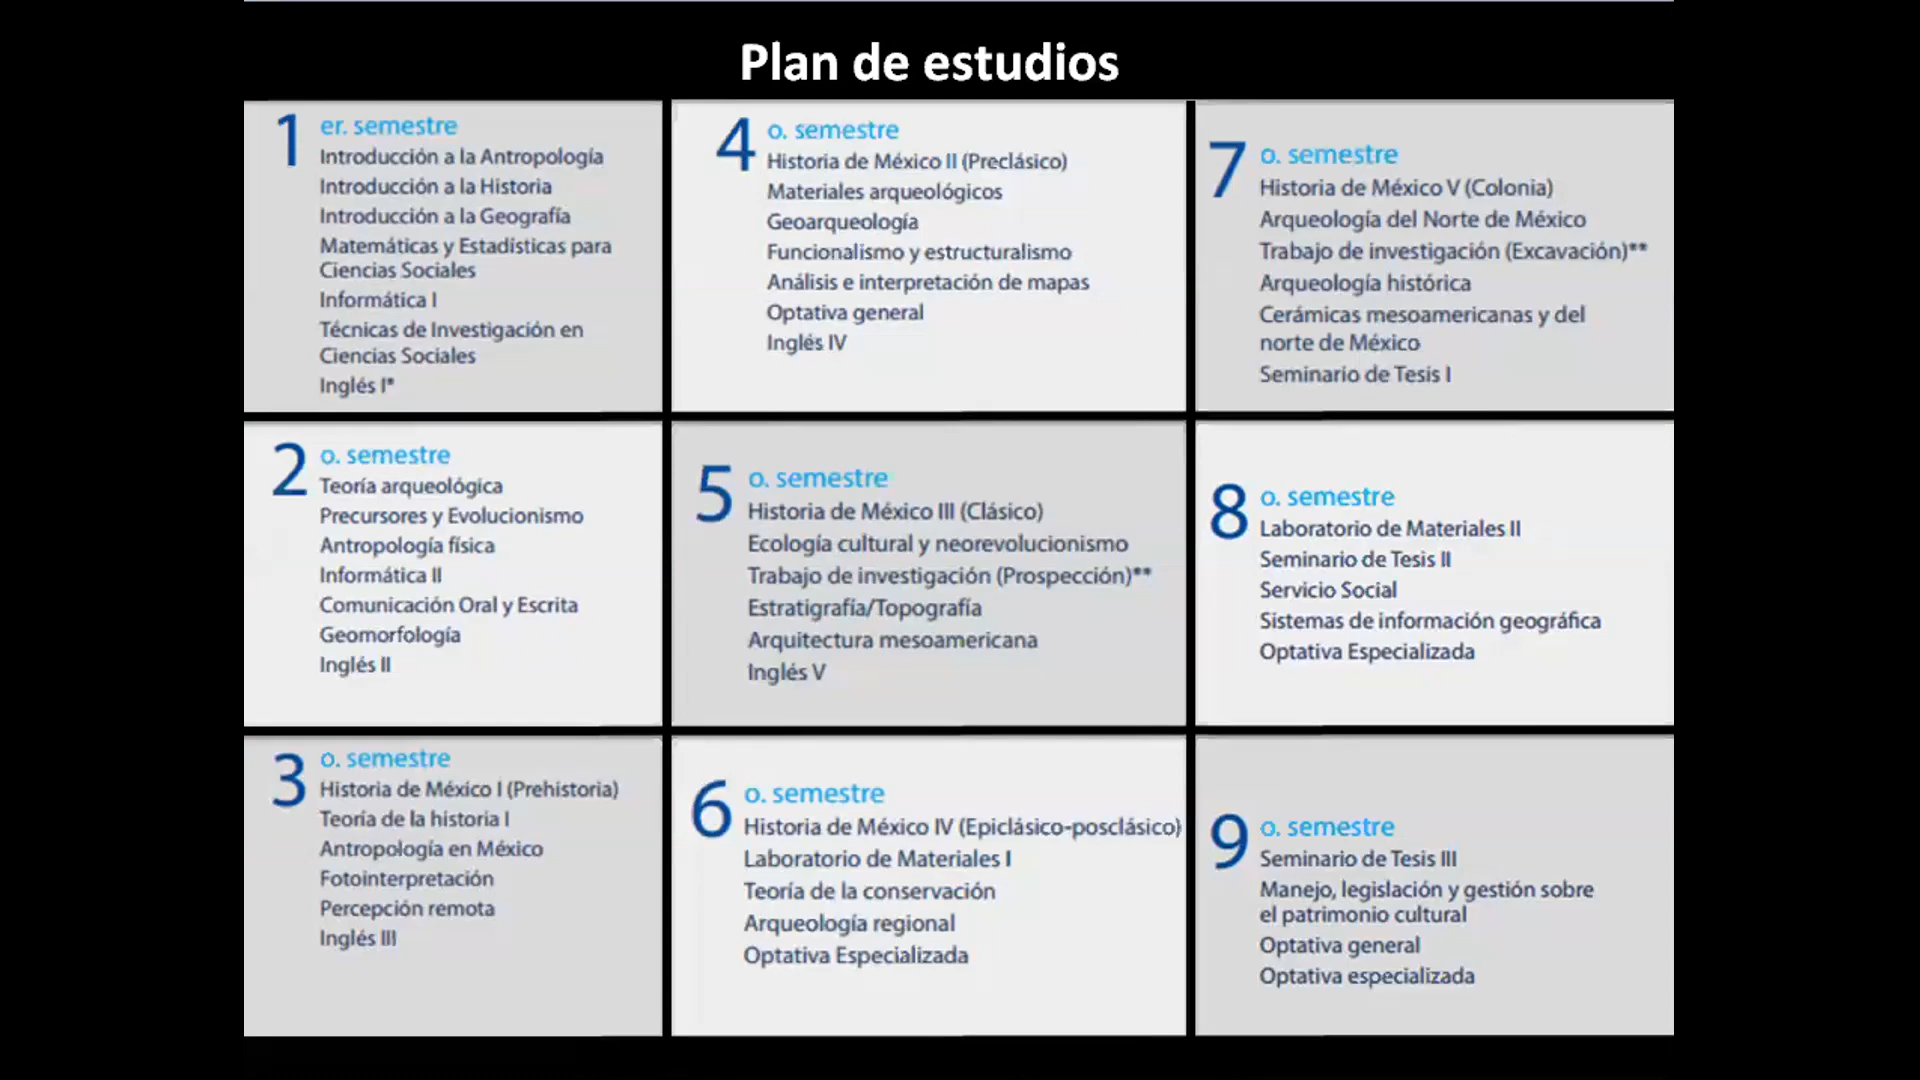 Plan de estudios
1 er. semestre
Introducción a la Antropología
Introducción a la Historia
Introducción a la Geografía
Matemáticas y Estadísticas para
Ciencias Sociales
Informática I
Técnicas de Investigación en
Ciencias Sociales
Inglés I*
2 o. semestre
Teoría arqueológica
Precursores y Evolucionismo
Antropología física
Informática II
Comunicación Oral y Escrita
Geomorfología
Inglés II
3 o. semestre
Historia de México I (Prehistoria)
Teoría de la historia I
Antropología en México
Fotointerpretación
Percepción remota
Inglés III
4 o. semestre
Historia de México II (Preclásico)
Materiales arqueológicos
Geoarqueología
Funcionalismo y estructuralismo
Análisis e interpretación de mapas
Optativa general
Inglés IV
5 o. semestre
Historia de México III (Clásico)
Ecología cultural y neorevolucionismo
Trabajo de investigación (Prospección)**
Estratigrafía/Topografía
Arquitectura mesoamericana
Inglés V
6 o. semestre
Historia de México IV (Epiclásico-posclásico)
Laboratorio de Materiales I
Teoría de la conservación
Arqueología regional
Optativa Especializada
7 o. semestre
Historia de México V (Colonia)
Arqueología del Norte de México
Trabajo de investigación (Excavación)**
Arqueología histórica
Cerámicas mesoamericanas y del
norte de México
Seminario de Tesis I
8 o. semestre
Laboratorio de Materiales II
Seminario de Tesis II
Servicio Social
Sistemas de información geográfica
Optativa Especializada
9 o. semestre
Seminario de Tesis III
Manejo, legislación y gestión sobre
el patrimonio cultural
Optativa general
Optativa especializada